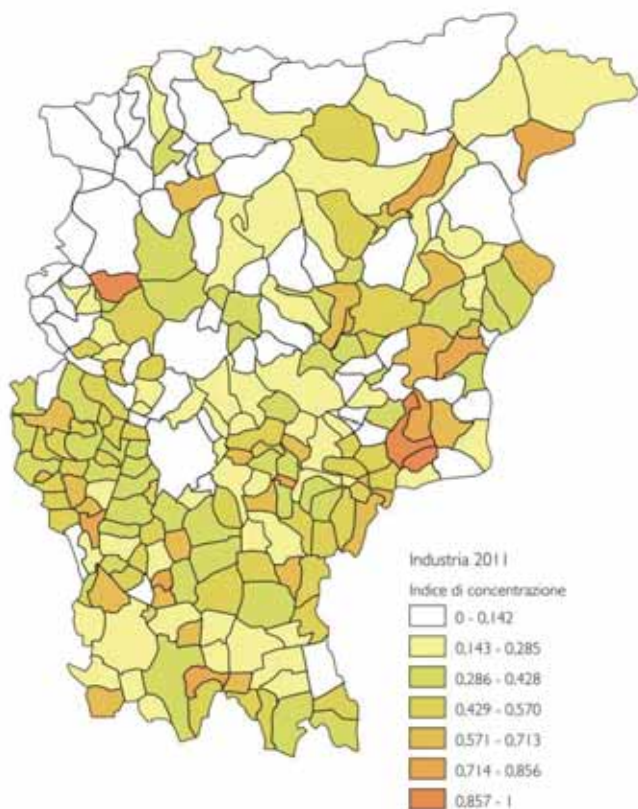 Industria 2011
Indice di concentrazione
0 - 0,142
0,143 - 0,285
0,286 - 0,428
0,429 - 0,570
0,571 - 0,713
0,714 - 0,856
0,857 - 1